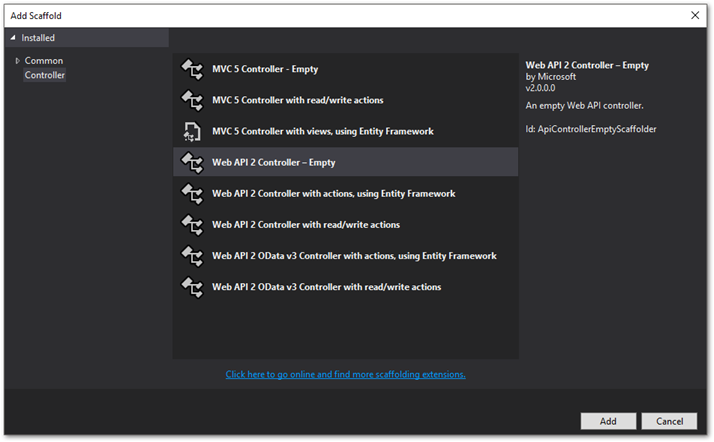 Add Scaffold
Installed
Common
Controller
MVC 5 Controller - Empty
MVC 5 Controller with read/write actions
MVC 5 Controller with views, using Entity Framework
Web API 2 Controller – Empty
Web API 2 Controller with actions, using Entity Framework
Web API 2 Controller with read/write actions
Web API 2 OData v3 Controller with actions, using Entity Framework
Web API 2 OData v3 Controller with read/write actions
Web API 2 Controller – Empty
by Microsoft
v2.0.0.0
An empty Web API controller.
Id: ApiControllerEmptyScaffolder
Click here to go online and find more scaffolding extensions.
Add
Cancel